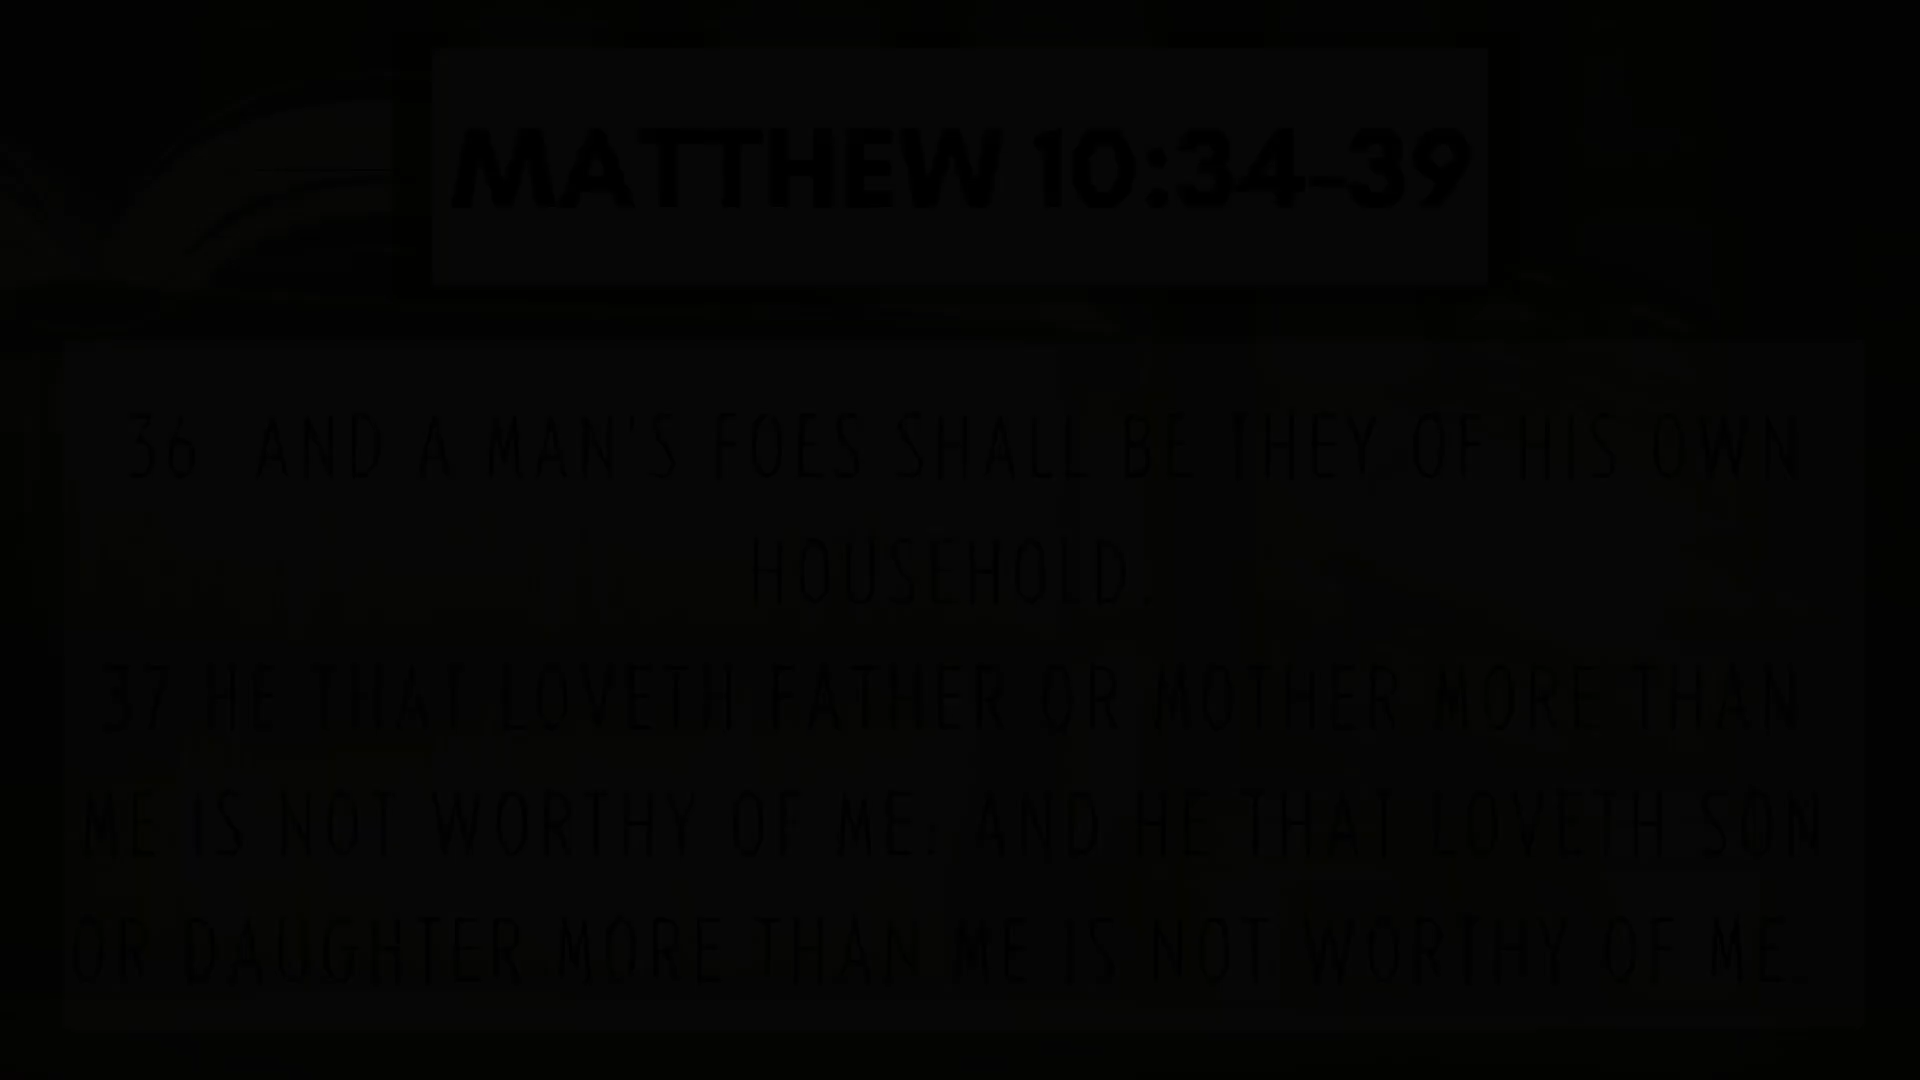 MATTHEW 10:34-39
36 AND A MAN'S FOES SHALL BE THEY OF HIS OWN
HOUSEHOLD.
37 HE THAT LOVETH FATHER OR MOTHER MORE THAN
ME IS NOT WORTHY OF ME: AND HE THAT LOVETH SON
OR DAUGHTER MORE THAN ME IS NOT WORTHY OF ME.